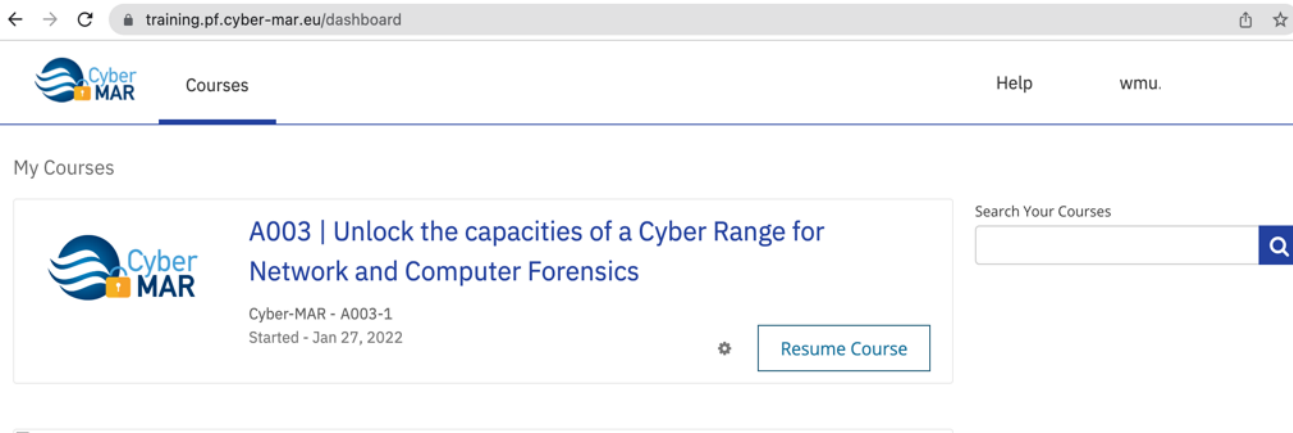 training.pf.cyber-mar.eu/dashboard
Cyber
MAR
Courses
Help
wmu.
My Courses
Cyber
MAR
A003 | Unlock the capacities of a Cyber Range for
Network and Computer Forensics
Cyber-MAR - A003-1
Started - Jan 27, 2022
Resume Course
Search Your Courses